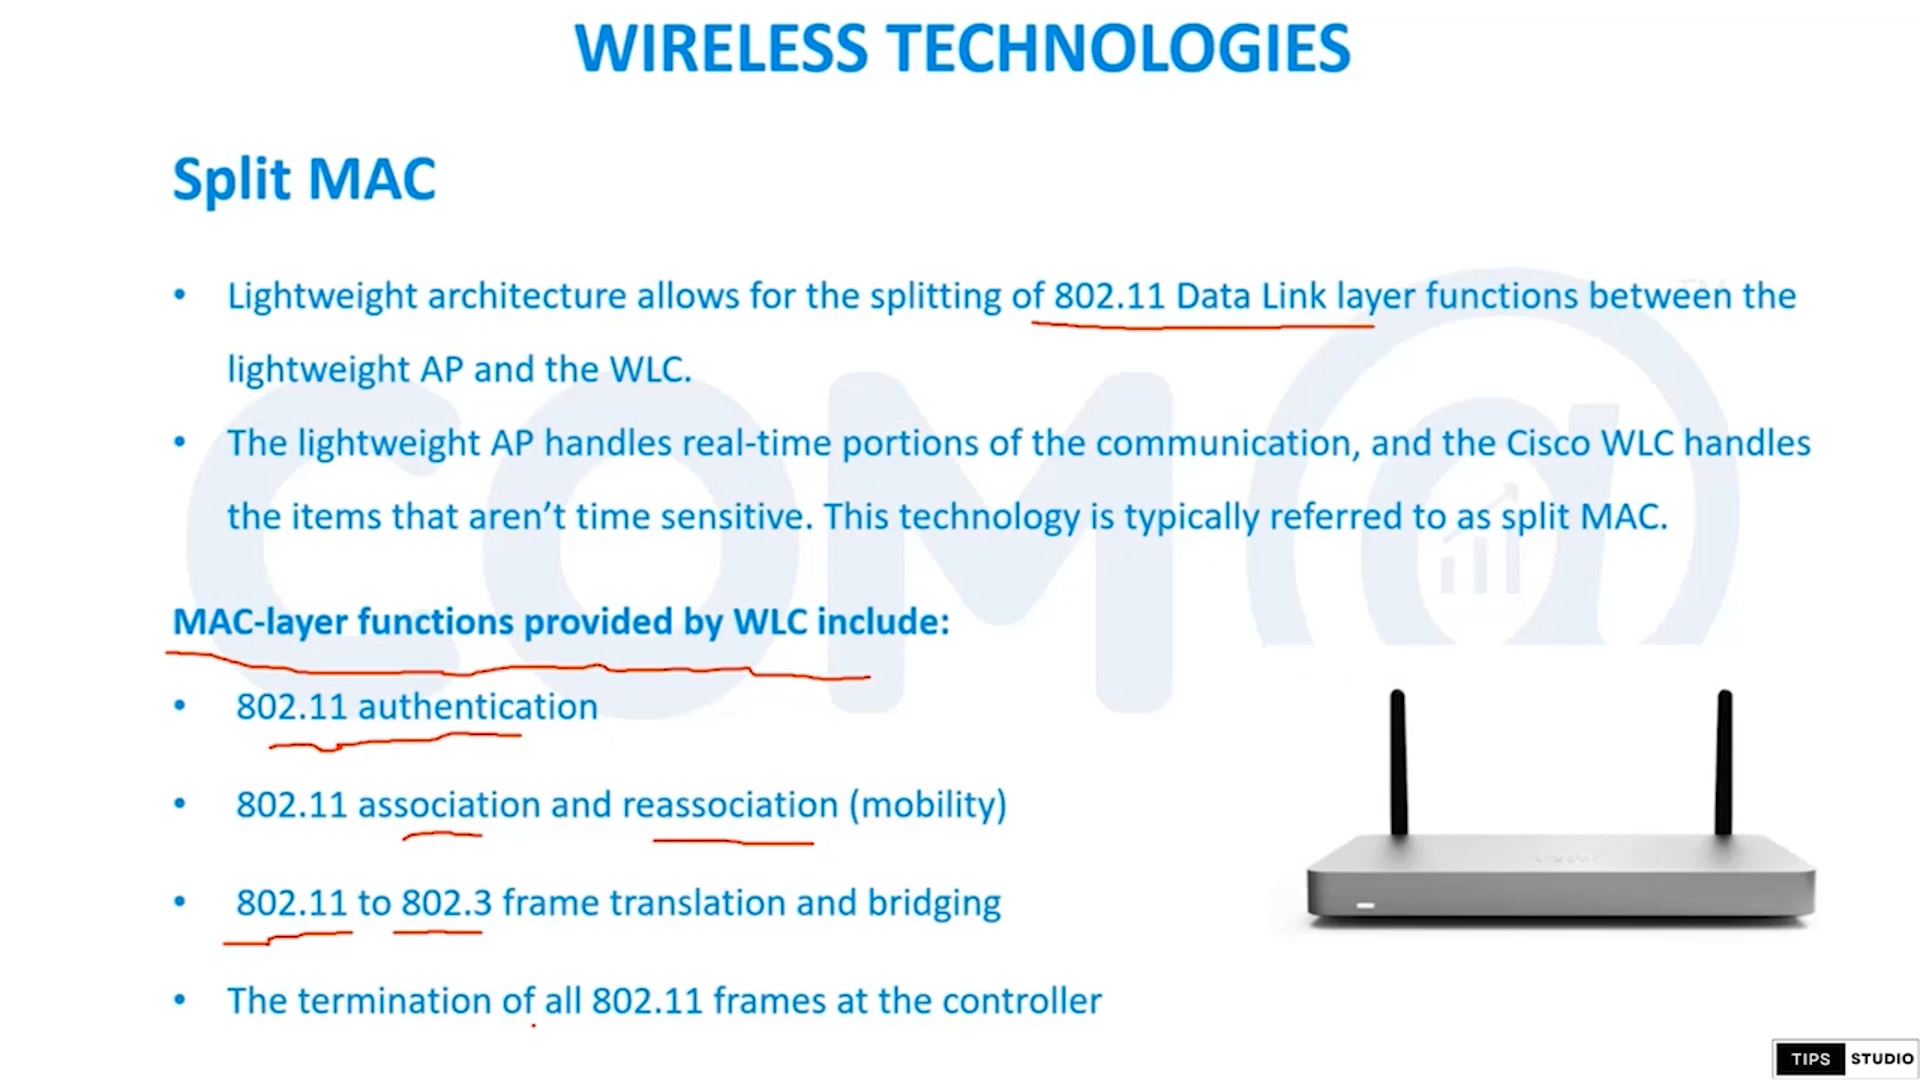 WIRELESS TECHNOLOGIES
Split MAC
• Lightweight architecture allows for the splitting of 802.11 Data Link layer functions between the
lightweight AP and the WLC.
• The lightweight AP handles real-time portions of the communication, and the Cisco WLC handles
the items that aren’t time sensitive. This technology is typically referred to as split MAC.
MAC-layer functions provided by WLC include:
• 802.11 authentication
• 802.11 association and reassociation (mobility)
• 802.11 to 802.3 frame translation and bridging
• The termination of all 802.11 frames at the controller
COM@
TM
TIPS STUDIO